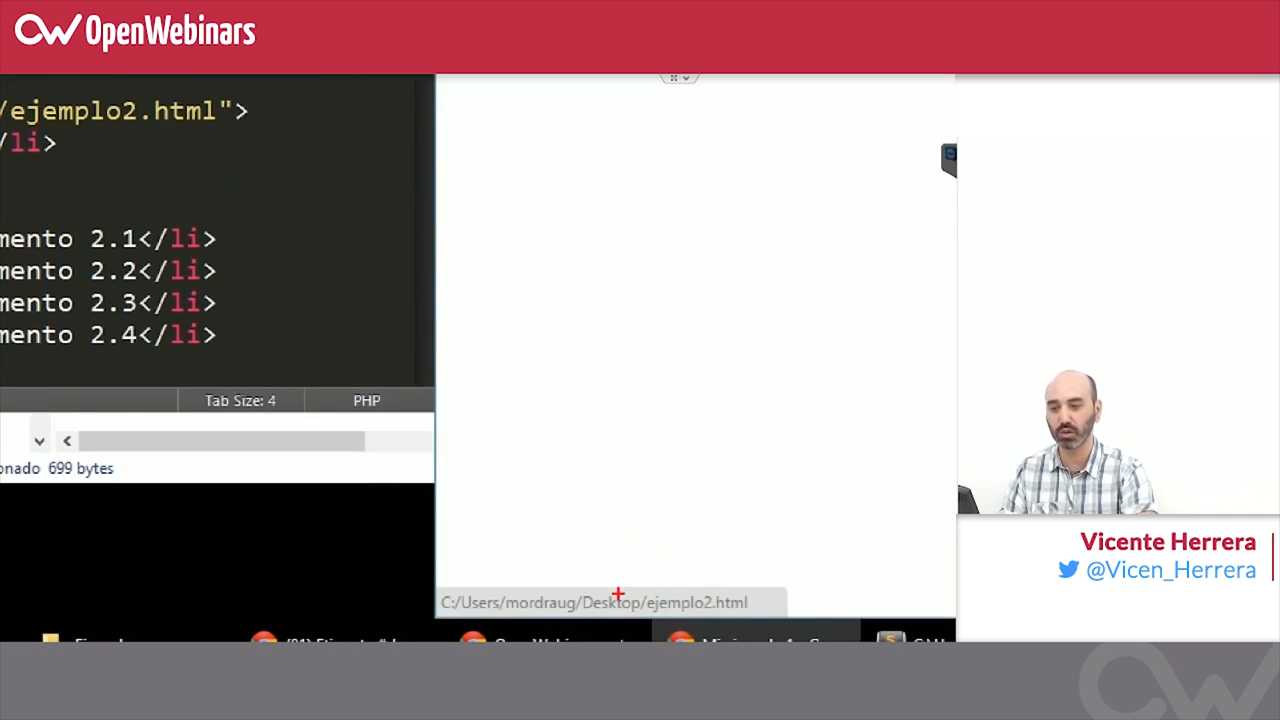 OpenWebinars
/ejemplo2.html">
/li>
mento 2.1</li>
mento 2.2</li>
mento 2.3</li>
mento 2.4</li>
Tab Size: 4 PHP
onado 699 bytes
C:/Users/mordraug/Desktop/ejemplo2.html
Vicente Herrera
@Vicen_Herrera